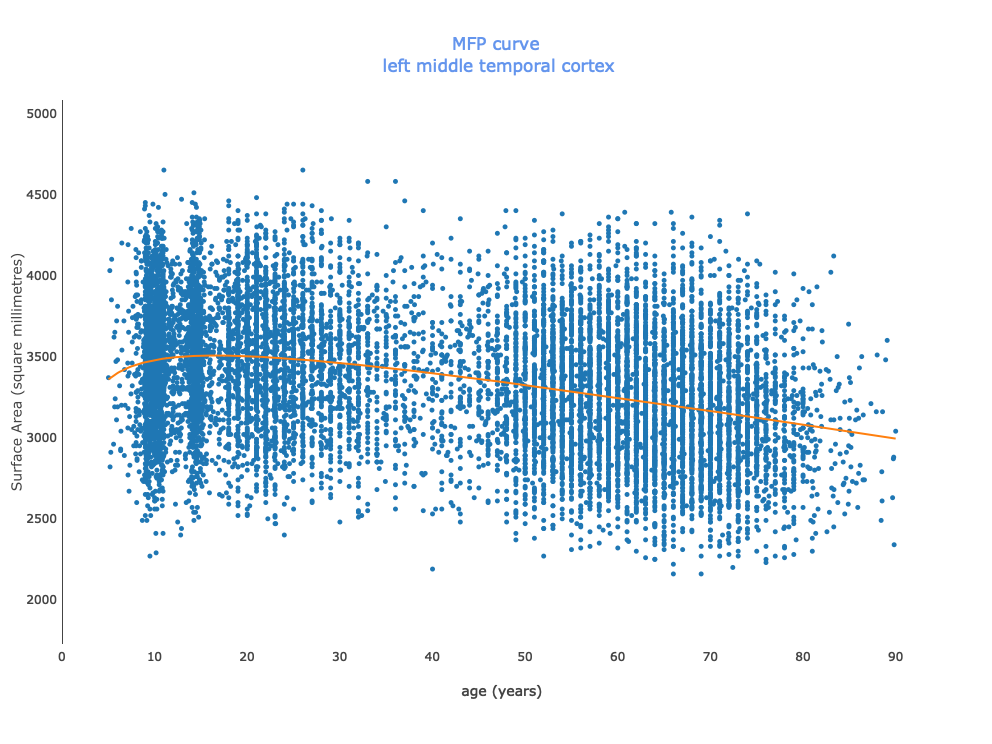 MFP curve
left middle temporal cortex
Surface Area (square millimetres)
5000
4500
4000
3500
3000
2500
2000
0 10 20 30 40 50 60 70 80 90
age (years)